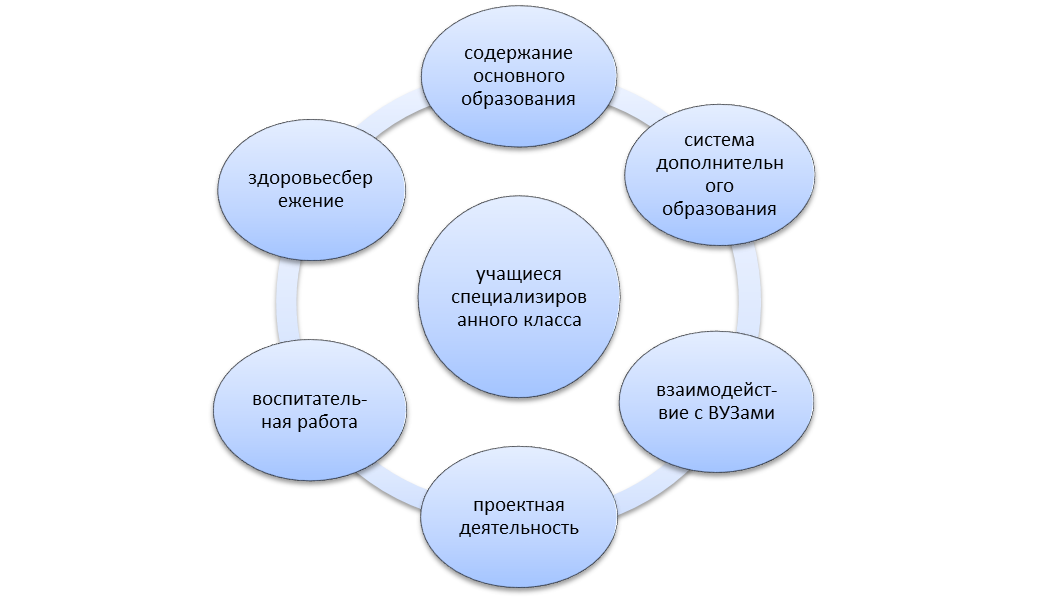 содержание
основного
образования
система
дополнительн
ого
образования
взаимодейст-
вие с ВУЗами
проектная
деятельность
воспитатель-
ная работа
здоровьесбер
ежение
учащиеся
специализиров
анного класса